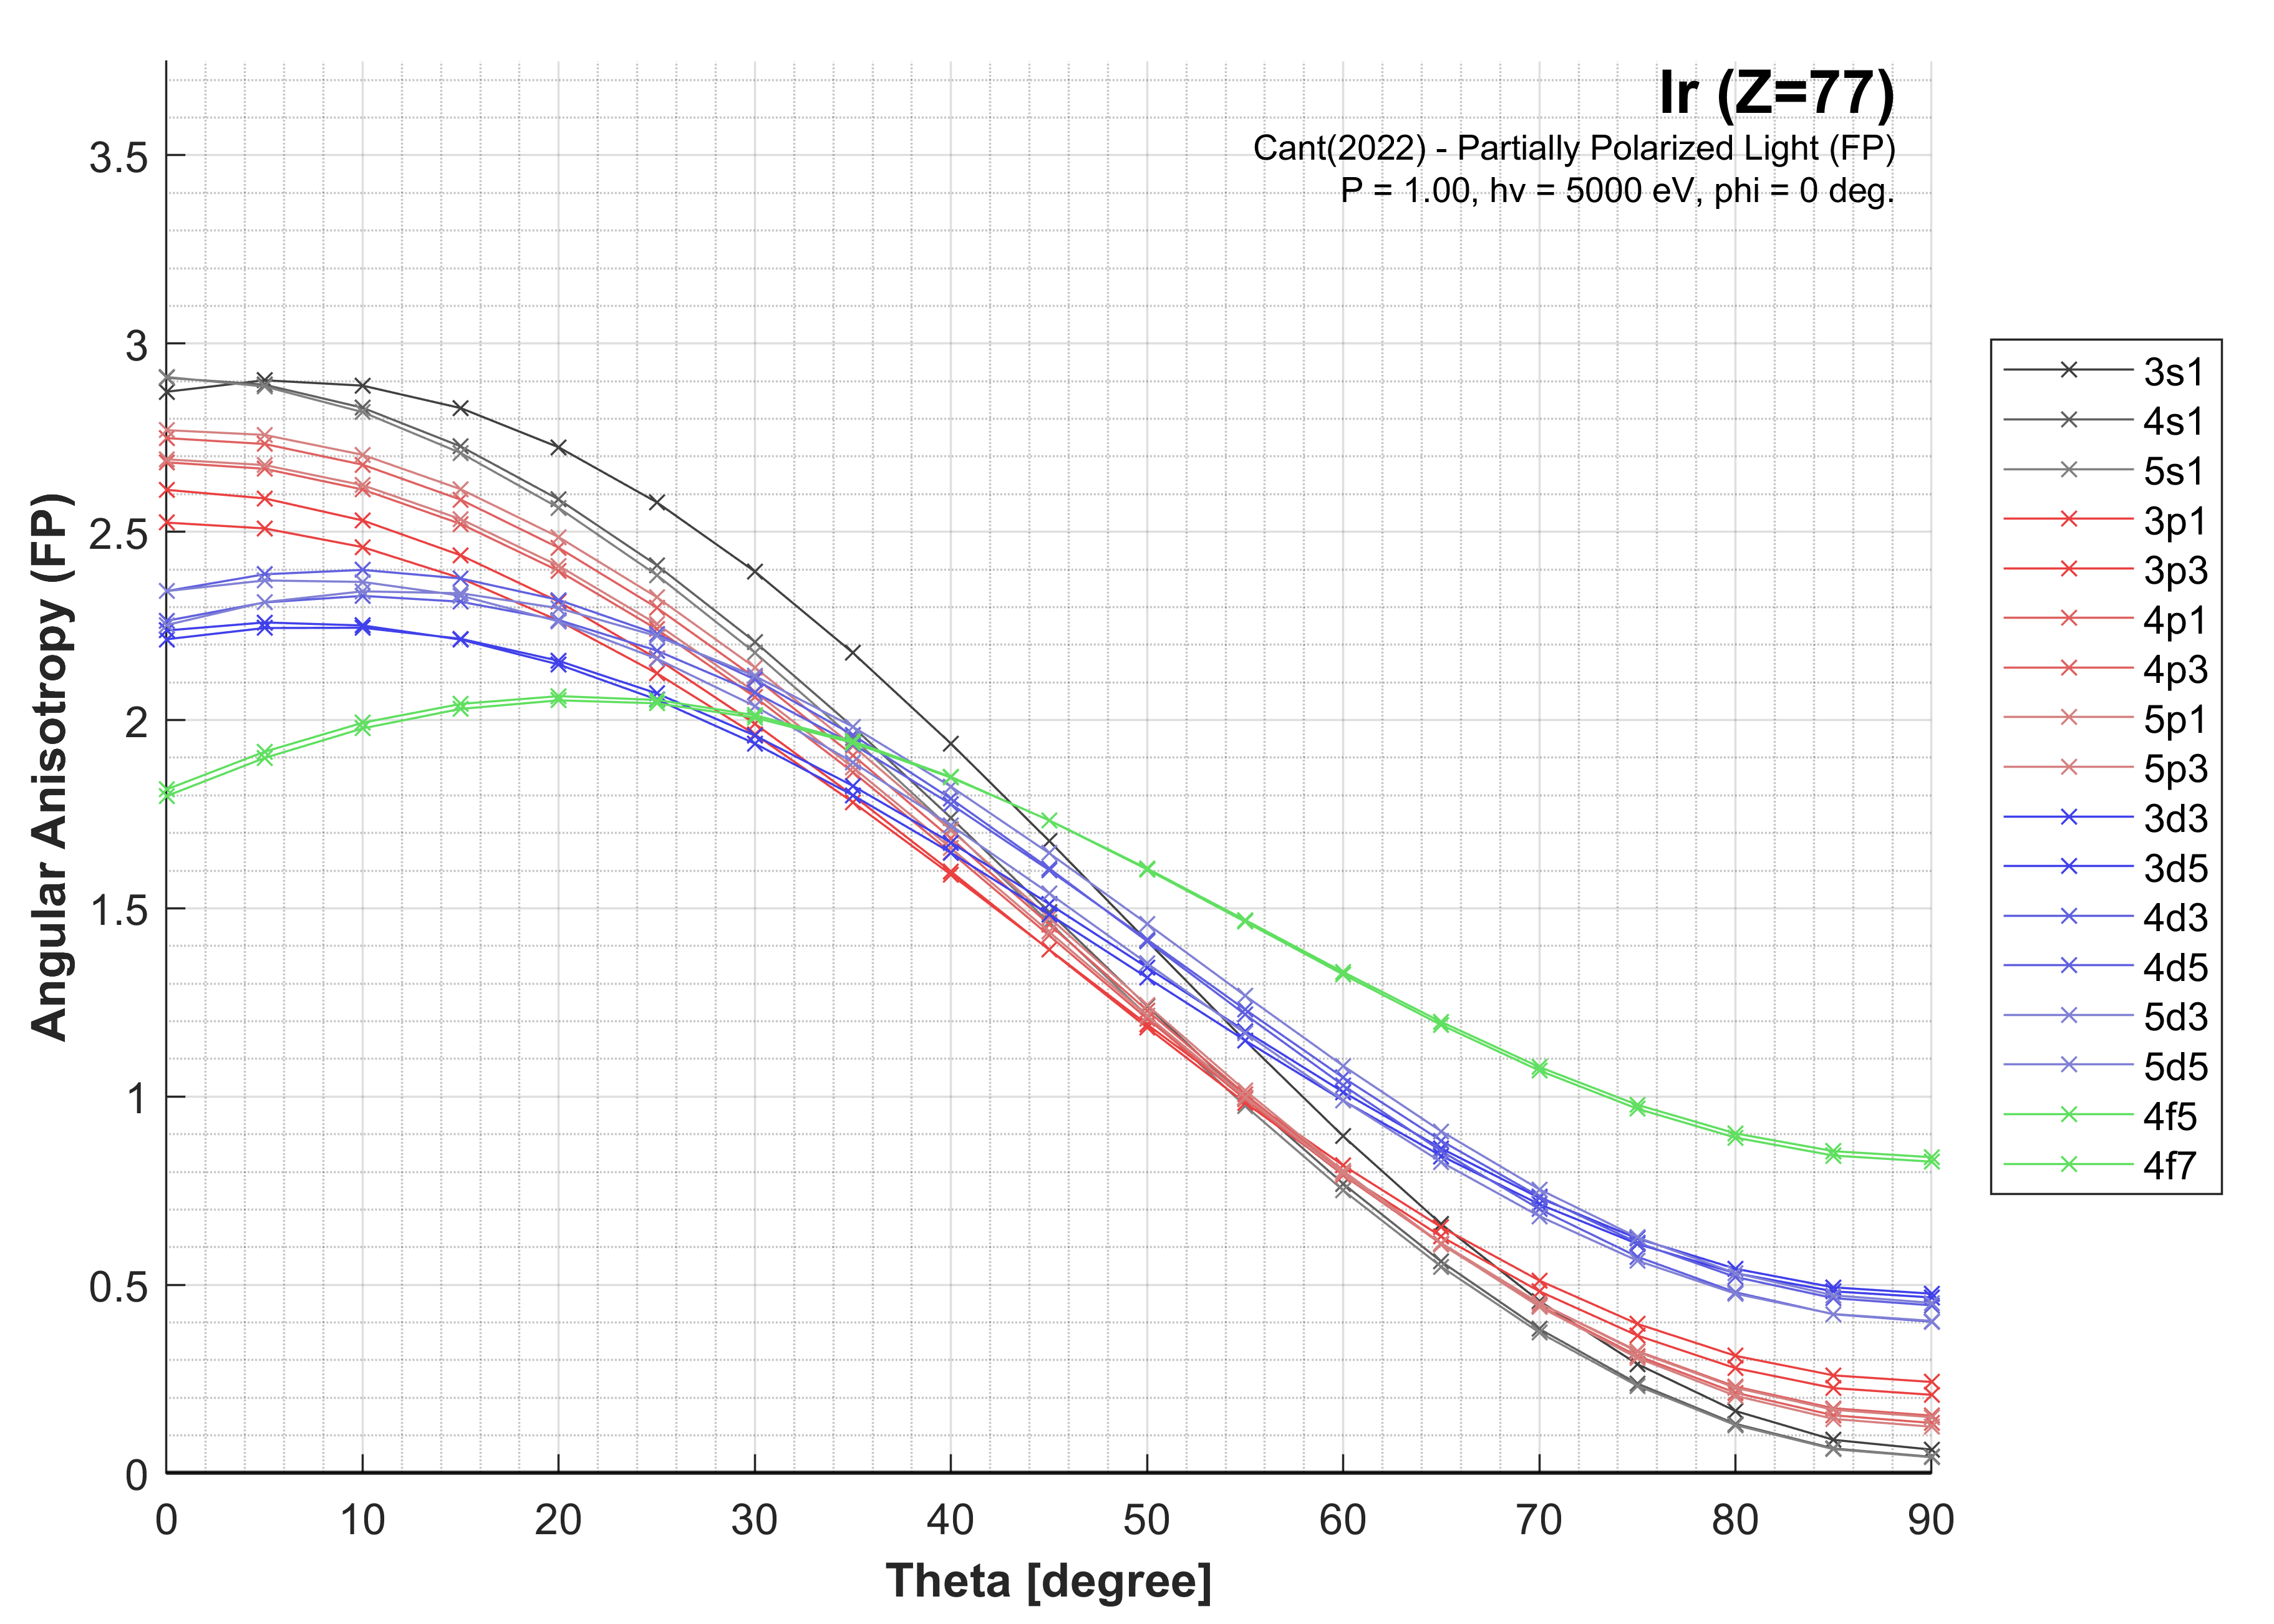 Ir (Z=77)
Cant(2022) - Partially Polarized Light (FP)
P = 1.00, hv = 5000 eV, phi = 0 deg.
Angular Anisotropy (FP)
3.5
3
2.5
2
1.5
1
0.5
0
0 10 20 30 40 50 60 70 80 90
Theta [degree]
3s1
4s1
5s1
3p1
3p3
4p1
4p3
5p1
5p3
3d3
3d5
4d3
4d5
5d3
5d5
4f5
4f7